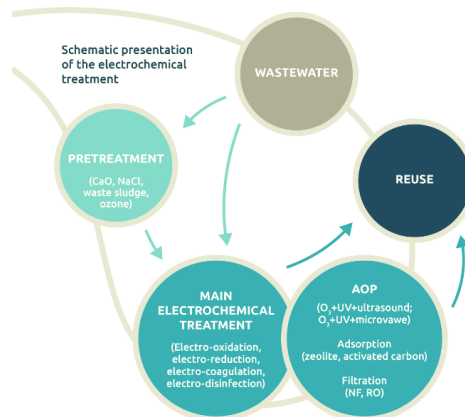 Schematic presentation
of the electrochemical
treatment
WASTEWATER
PRETREATMENT
(CaO, NaCl,
waste sludge,
ozone)
REUSE
MAIN
ELECTROCHEMICAL
TREATMENT
(Electro-oxidation,
electro-reduction,
electro-coagulation,
electro-disinfection)
AOP
(O₃+UV+ultrasound;
O₃+UV+microvawe)
Adsorption
(zeolite, activated carbon)
Filtration
(NF, RO)